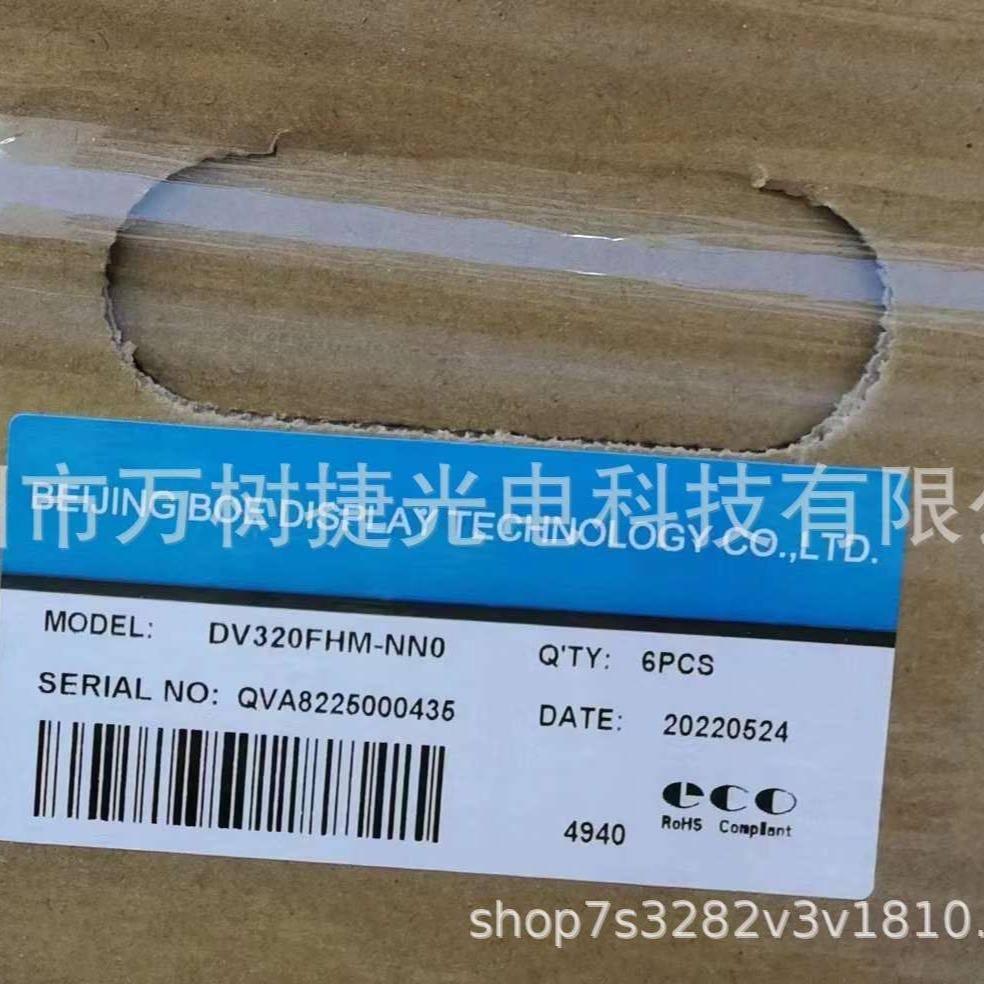 BEIJING BOE DISPLAY TECHNOLOGY CO.,LTD.
市万树捷光电科技有限
MODEL: DV320FHM-NN0
Q'TY: 6PCS
SERIAL NO: QVA8225000435
DATE: 20220524
eco
RoHS Compliant
4940
shop7s3282v3v1810.